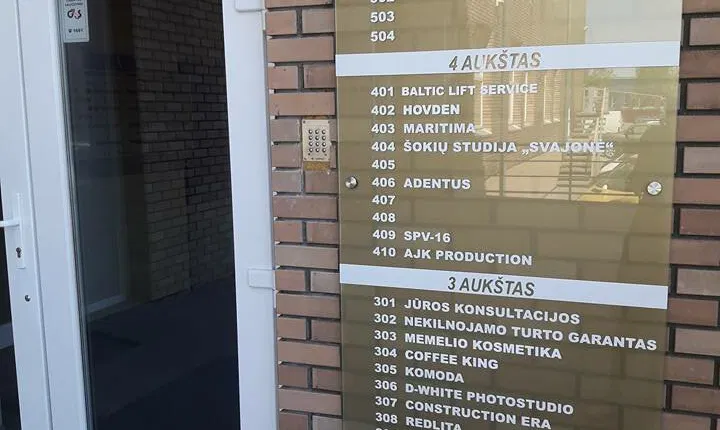 G4S
503
504
4 AUKŠTAS
401 BALTIC LIFT SERVICE
402 HOVDEN
403 MARITIMA
404 ŠOKIŲ STUDIJA „SVAJONĖ“
405
406 ADENTUS
407
408
409 SPV-16
410 AJK PRODUCTION
3 AUKŠTAS
301 JŪROS KONSULTACIJOS
302 NEKILNOJAMO TURTO GARANTAS
303 MEMELIO KOSMETIKA
304 COFFEE KING
305 KOMODA
306 D-WHITE PHOTOSTUDIO
307 CONSTRUCTION ERA
308 REDLITA